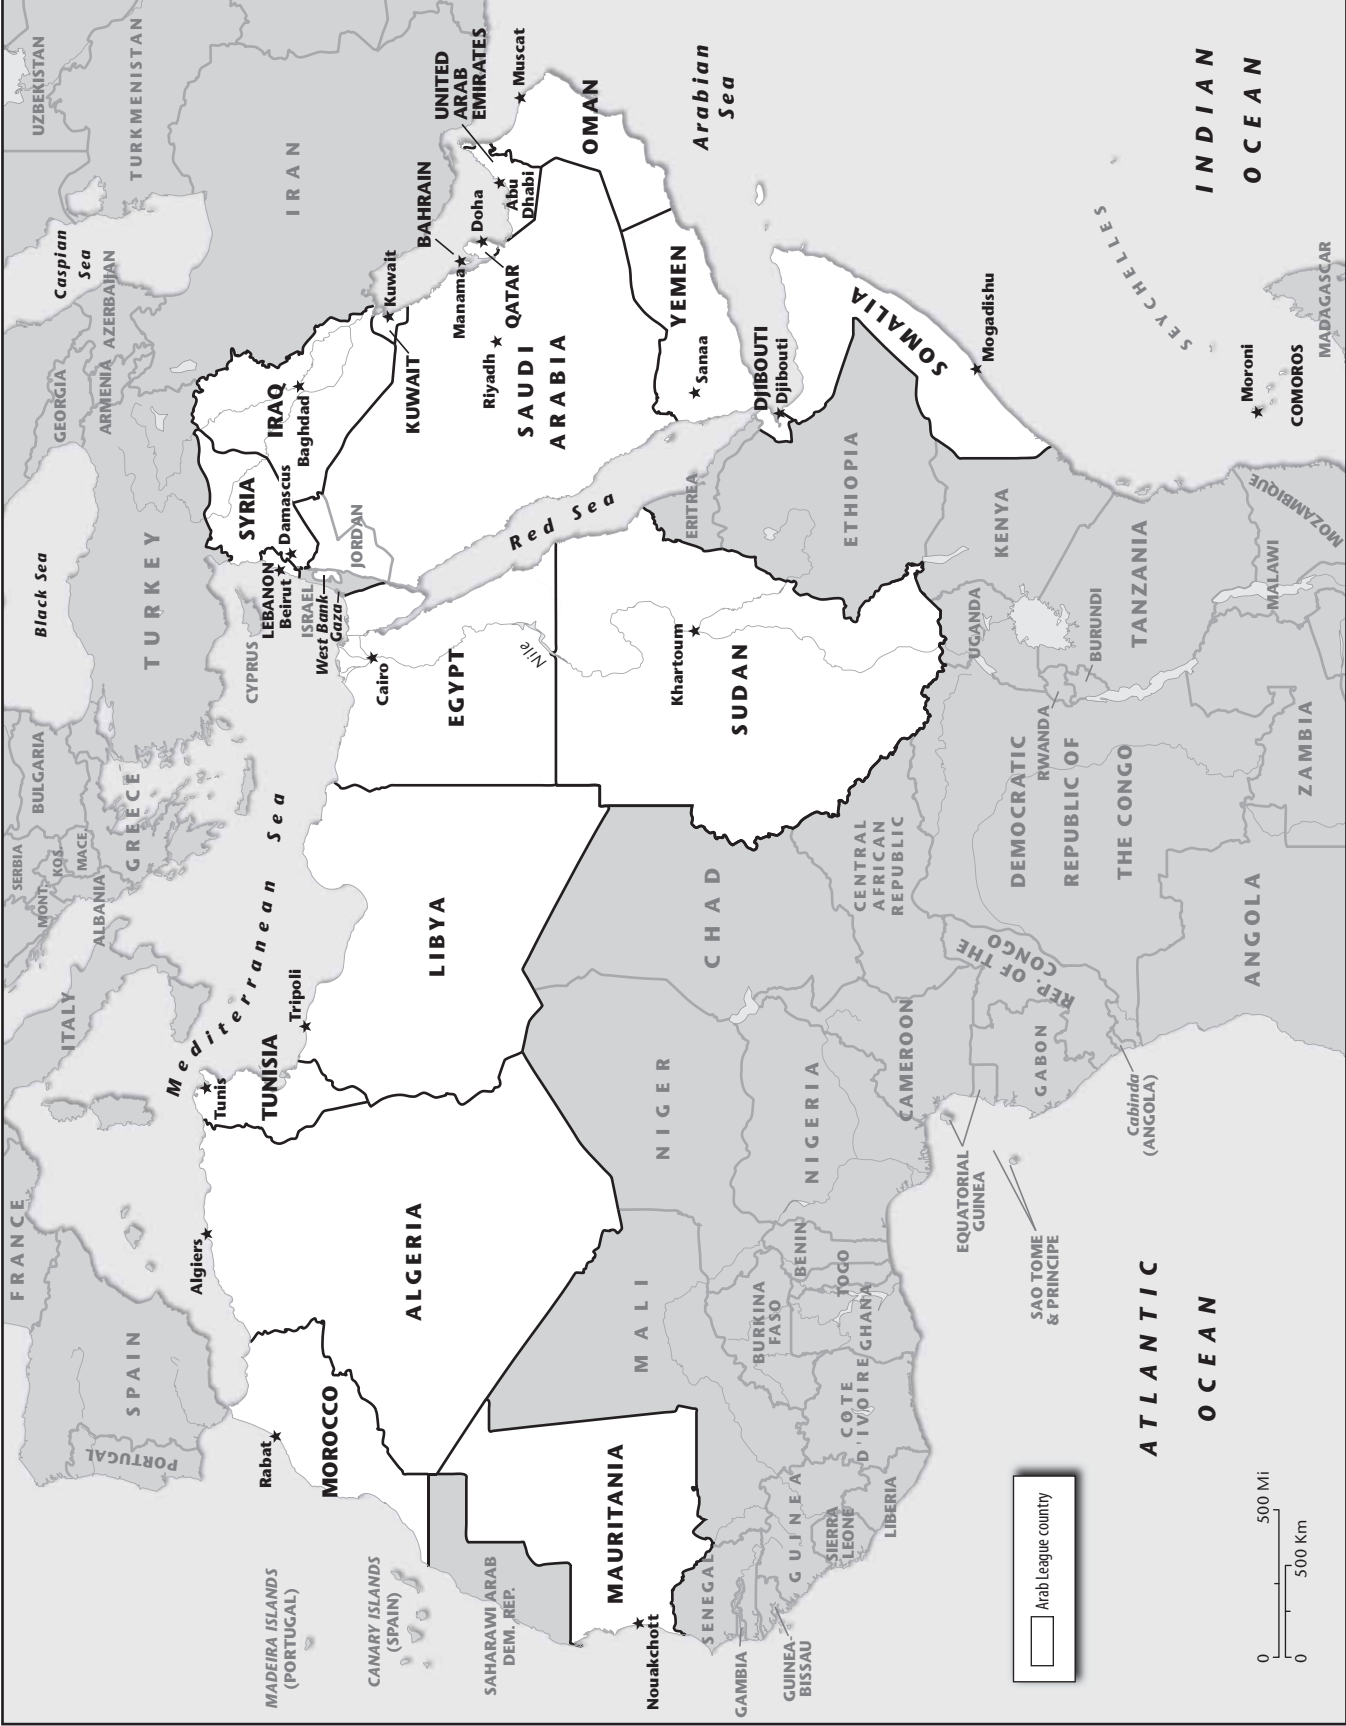 FRANCE
ITALY
SERBIA
MONT.
KOS.
MACE.
ALBANIA
BULGARIA
GREECE
Black Sea
TURKEY
GEORGIA
ARMENIA
AZERBAIJAN
Caspian
Sea
UZBEKISTAN
TURKMENISTAN
IRAN
PORTUGAL
SPAIN
Mediterranean Sea
CYPRUS
LEBANON
Beirut
ISRAEL
West Bank
Gaza
SYRIA
Damascus
JORDAN
IRAQ
Baghdad
Kuwait
KUWAIT
BAHRAIN
Manama
Doha
QATAR
UNITED
ARAB
EMIRATES
Abu
Dhabi
Muscat
OMAN
Riyadh
SAUDI
ARABIA
YEMEN
Sanaa
Arabian
Sea
Red Sea
MADEIRA ISLANDS
(PORTUGAL)
CANARY ISLANDS
(SPAIN)
Rabat
MOROCCO
Algiers
ALGERIA
Tunis
TUNISIA
Tripoli
LIBYA
Cairo
EGYPT
Nile
SAHARAWI ARAB
DEM. REP.
MAURITANIA
Nouakchott
MALI
NIGER
CHAD
Khartoum
SUDAN
ERITREA
DJIBOUTI
Djibouti
ETHIOPIA
SOMALIA
Mogadishu
SENEGAL
GAMBIA
GUINEA
BISSAU
GUINEA
SIERRA
LEONE
LIBERIA
COTE
D'IVOIRE
BURKINA
FASO
GHANA
TOGO
BENIN
NIGERIA
CAMEROON
CENTRAL
AFRICAN
REPUBLIC
EQUATORIAL
GUINEA
SAO TOME
& PRINCIPE
GABON
REP. OF THE
CONGO
Cabinda
(ANGOLA)
DEMOCRATIC
REPUBLIC OF
THE CONGO
UGANDA
RWANDA
BURUNDI
KENYA
TANZANIA
MALAWI
MOZAMBIQUE
ANGOLA
ZAMBIA
SEYCHELLES
Moroni
COMOROS
MADAGASCAR
INDIAN
OCEAN
ATLANTIC
OCEAN
Arab League country
0 500 Mi
0 500 Km